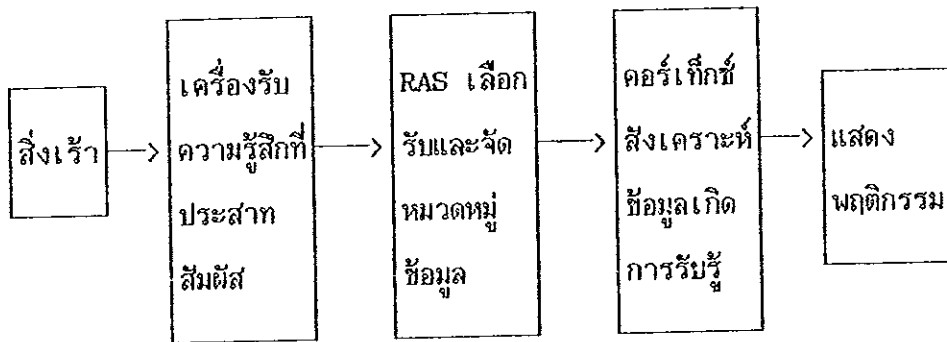 สิ่งเร้า
เครื่องรับ
ความรู้สึกที่
ประสาท
สัมผัส
RAS เลือก
รับและจัด
หมวดหมู่
ข้อมูล
คอร์เท็กซ์
สังเคราะห์
ข้อมูลเกิด
การรับรู้
แสดง
พฤติกรรม